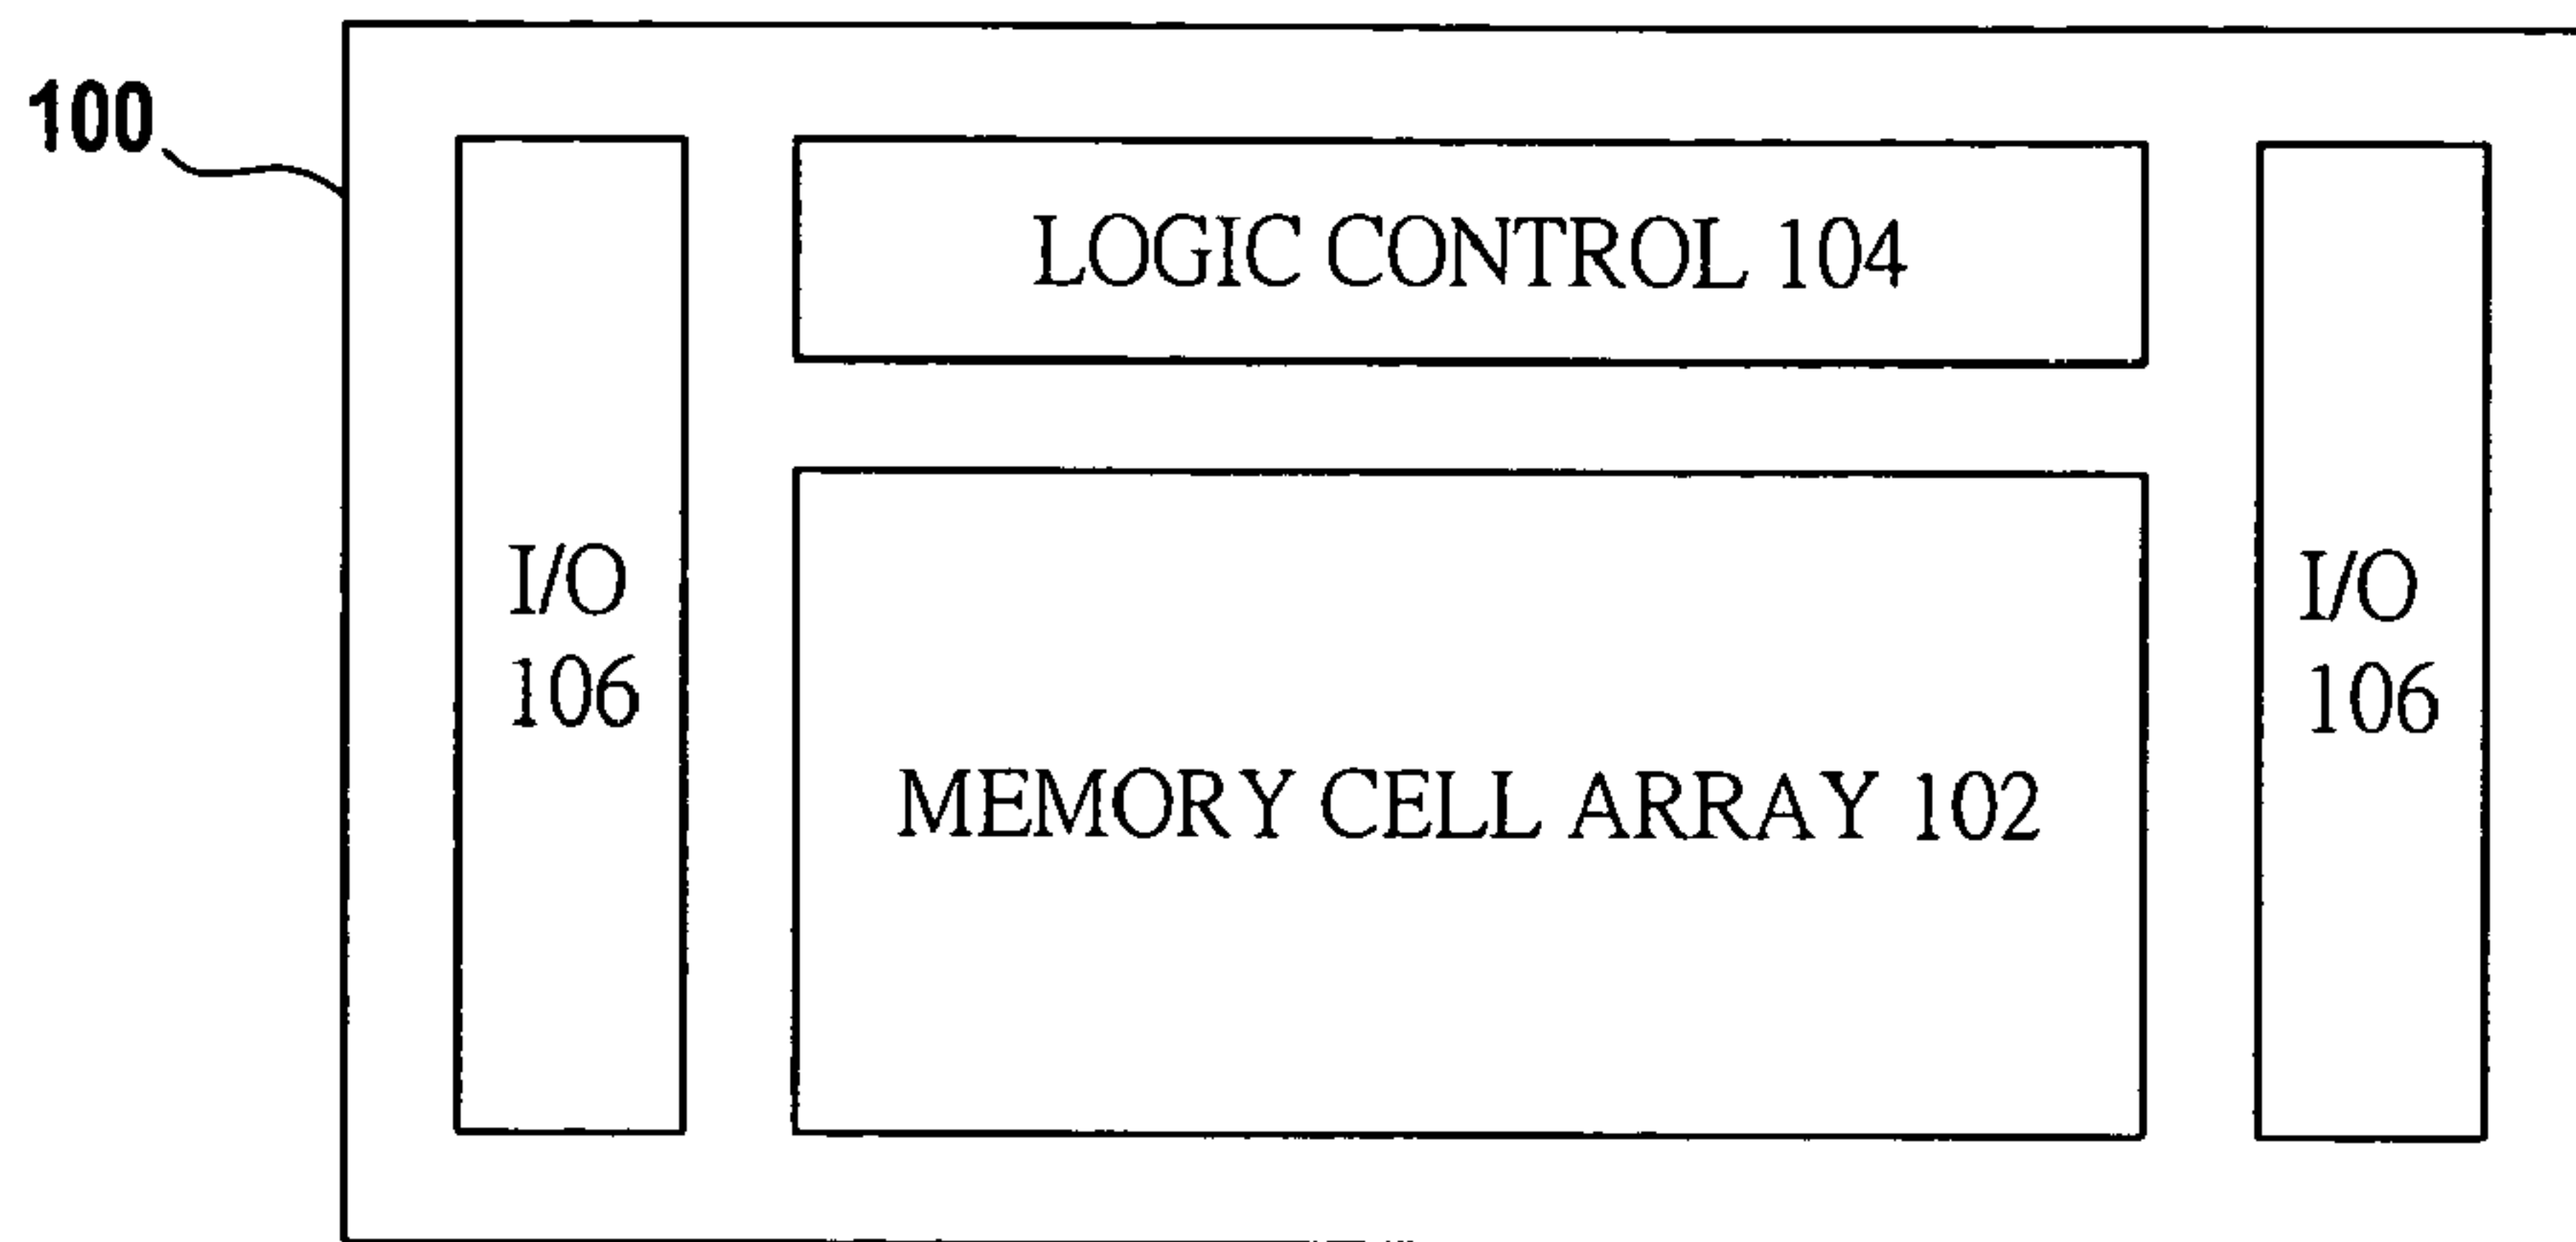 100
LOGIC CONTROL 104
I/O
106
MEMORY CELL ARRAY 102
I/O
106